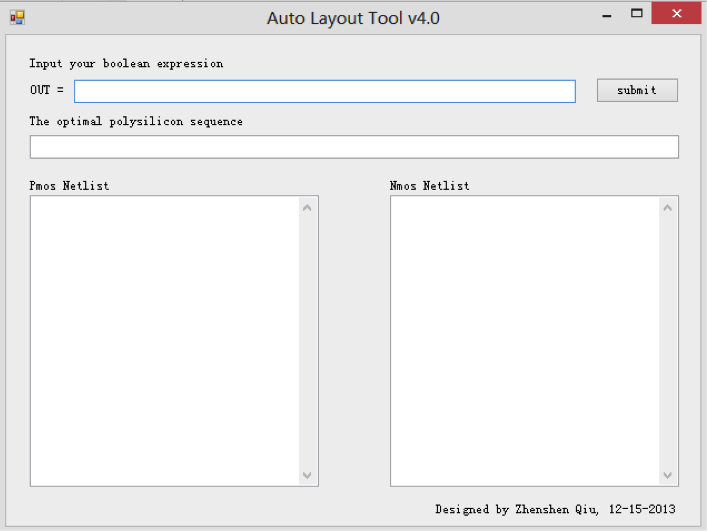 Auto Layout Tool v4.0
Input your boolean expression
OUT = submit
The optimal polysilicon sequence
Pmos Netlist Nmos Netlist
Designed by Zhenshen Qiu, 12-15-2013